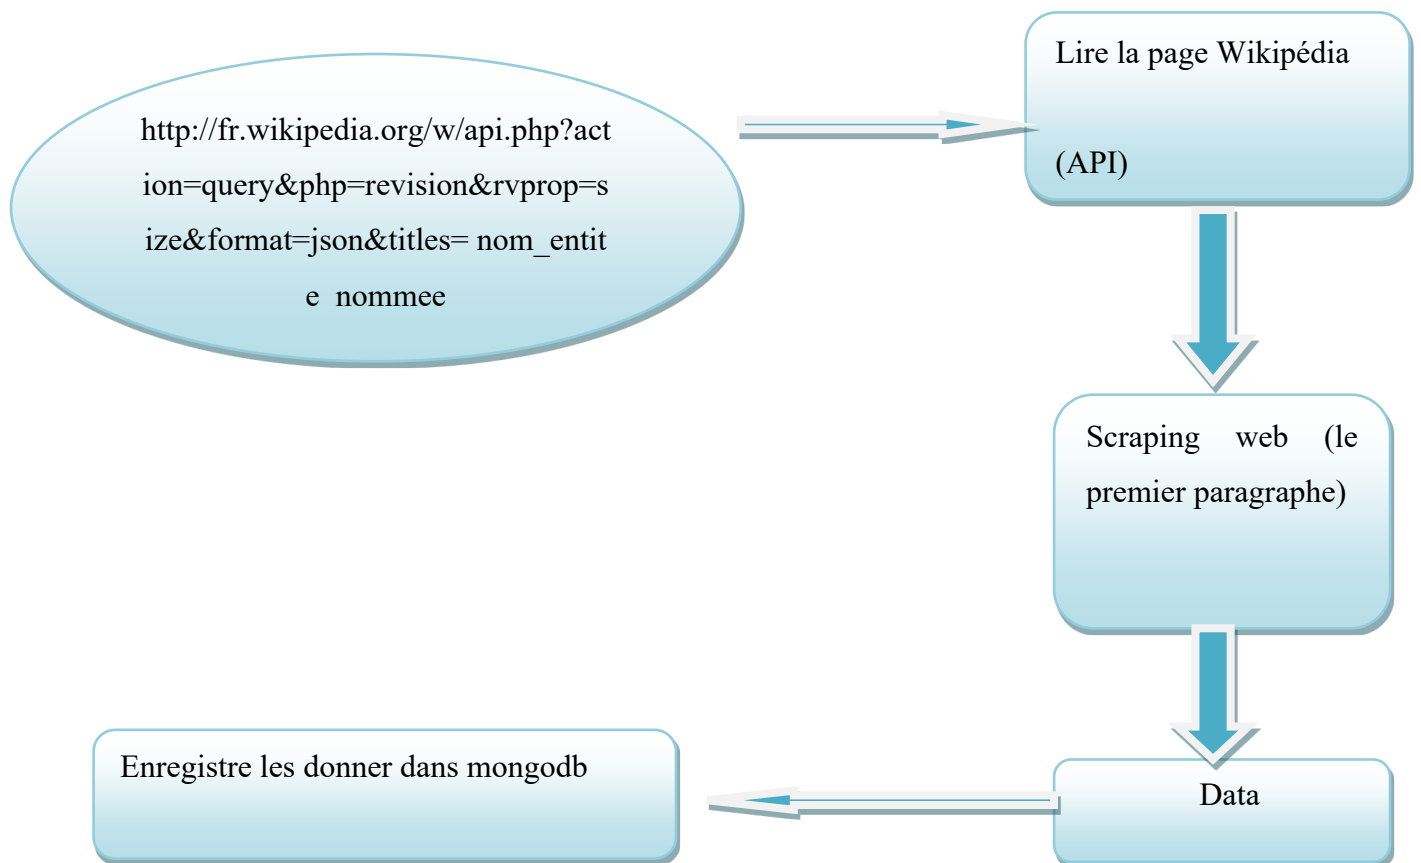 http://fr.wikipedia.org/w/api.php?act
ion=query&php=revision&rvprop=s
ize&format=json&titles= nom_entit
e nommee
Lire la page Wikipédia
(API)
Scraping web (le
premier paragraphe)
Data
Enregistre les donner dans mongodb